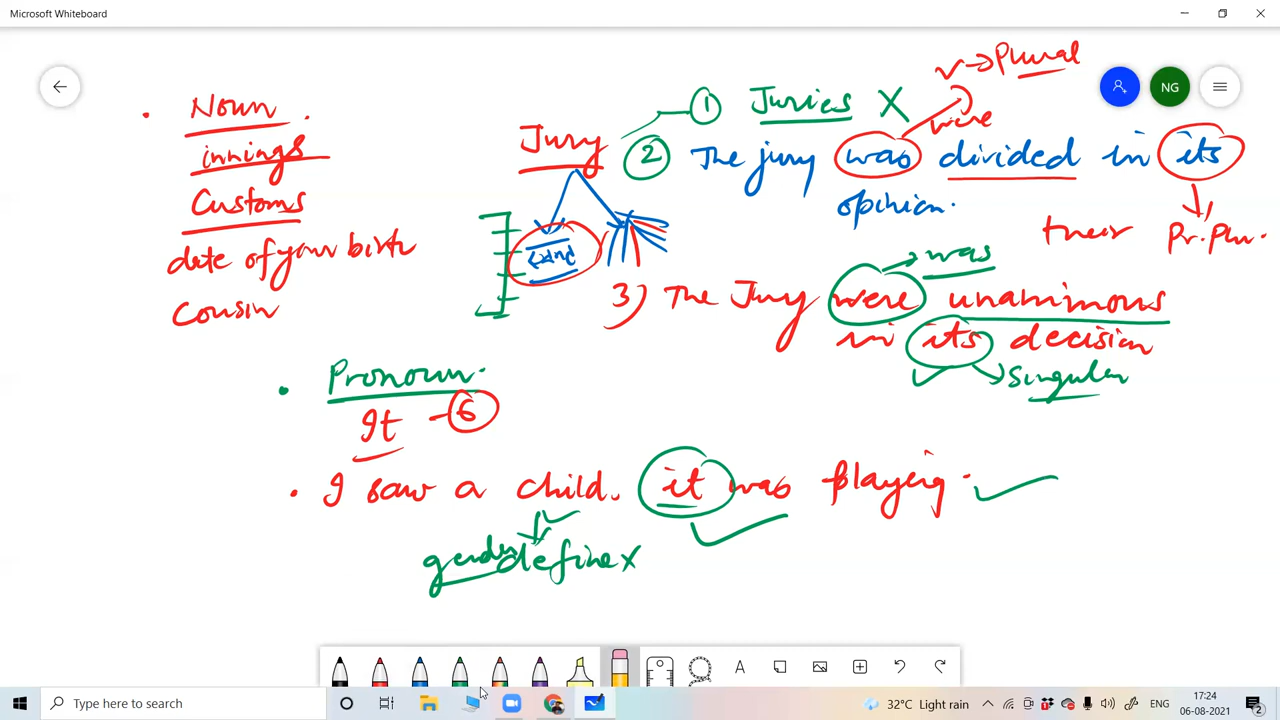 Microsoft Whiteboard
NG
• Noun
innings
Customs
date of your birth
Cousin
Jury
① Juries X
→ Plural
were
② The jury was divided in its
opinion.
their Pr. Plu.
→ was
3) The Jury were unanimous
in its decision
→ Singular
• Pronoun.
It - ⑥
• I saw a child. it was playing.
gender define x
A
Type here to search
32°C Light rain
ENG
17:24
06-08-2021
2